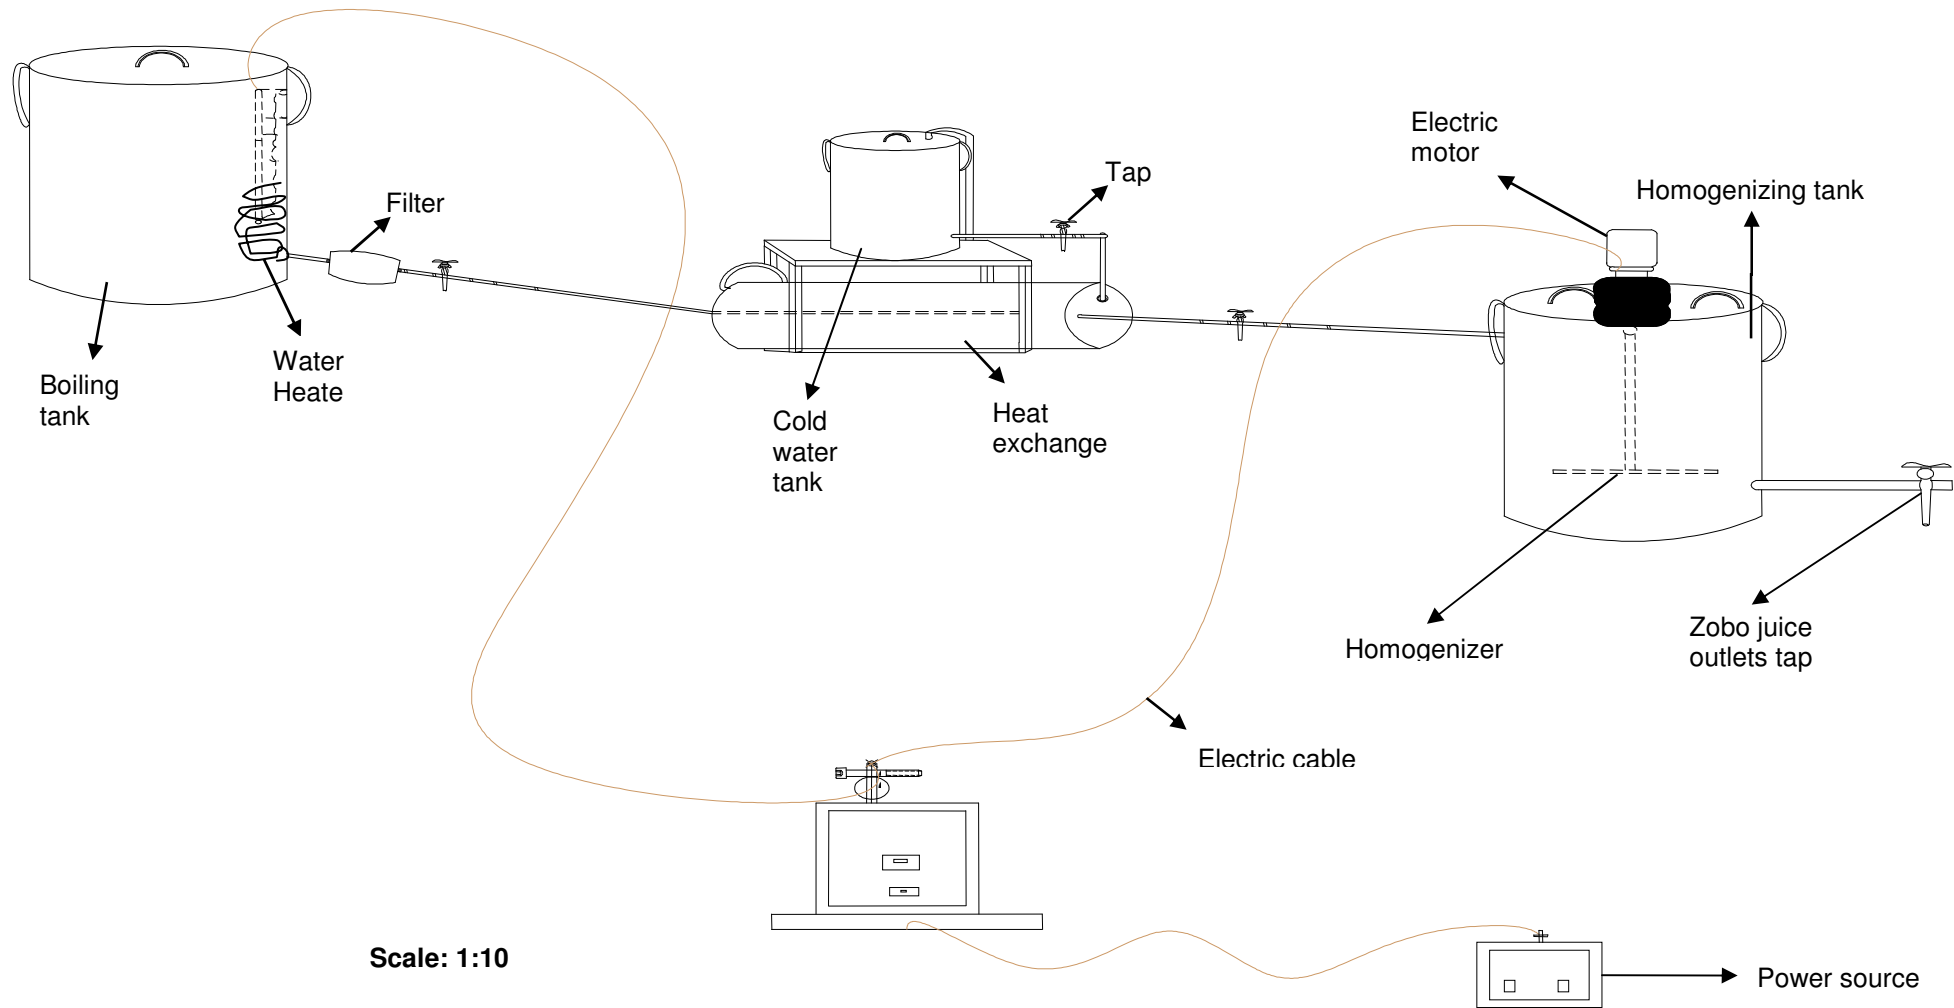 Electric
motor
Tap
Homogenizing tank
Filter
Water
Heate
Boiling
tank
Cold
water
tank
Heat
exchange
Homogenizer
Zobo juice
outlets tap
Electric cable
Scale: 1:10
Power source